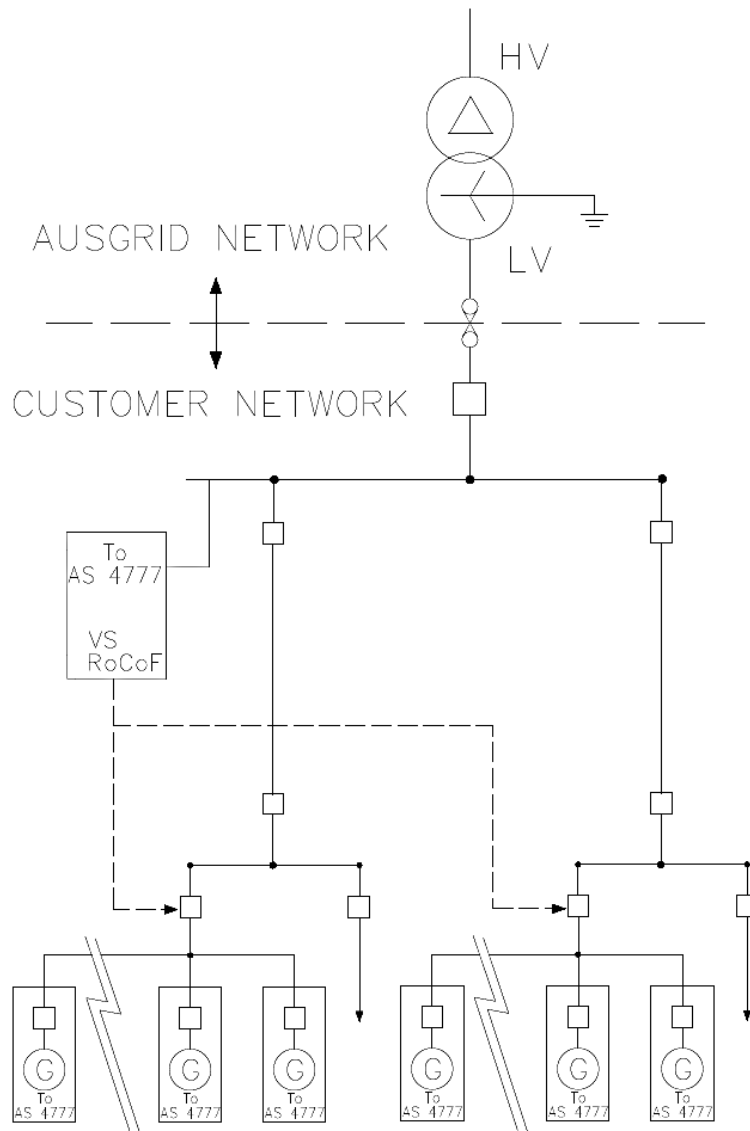 HV
AUSGRID NETWORK
LV
CUSTOMER NETWORK
To
AS 4777
VS
RoCoF
G
To
AS 4777
G
To
AS 4777
G
To
AS 4777
G
To
AS 4777
G
To
AS 4777
G
To
AS 4777